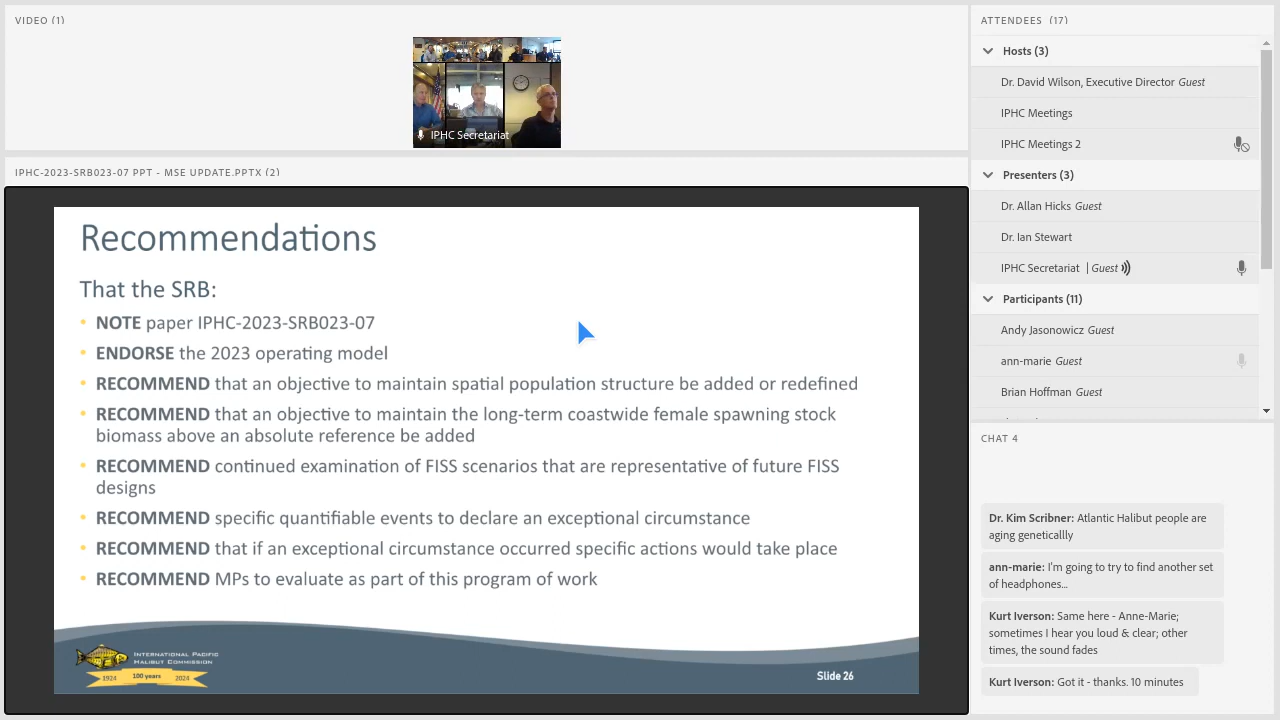 VIDEO (1)
IPHC Secretariat
IPHC-2023-SRB023-07 PPT - MSE UPDATE.PPTX (2)
Recommendations
That the SRB:
• NOTE paper IPHC-2023-SRB023-07
• ENDORSE the 2023 operating model
• RECOMMEND that an objective to maintain spatial population structure be added or redefined
• RECOMMEND that an objective to maintain the long-term coastwide female spawning stock
biomass above an absolute reference be added
• RECOMMEND continued examination of FISS scenarios that are representative of future FISS
designs
• RECOMMEND specific quantifiable events to declare an exceptional circumstance
• RECOMMEND that if an exceptional circumstance occurred specific actions would take place
• RECOMMEND MPs to evaluate as part of this program of work
INTERNATIONAL PACIFIC
HALIBUT COMMISSION
1924 100 years 2024
Slide 26
ATTENDEES (17)
Hosts (3)
Dr. David Wilson, Executive Director Guest
IPHC Meetings
IPHC Meetings 2
Presenters (3)
Dr. Allan Hicks Guest
Dr. Ian Stewart
IPHC Secretariat | Guest
Participants (11)
Andy Jasonowicz Guest
ann-marie Guest
Brian Hoffman Guest
CHAT 4
Dr. Kim Scribner: Atlantic Halibut people are
aging geneticallly
ann-marie: I'm going to try to find another set
of headphones...
Kurt Iverson: Same here - Anne-Marie;
sometimes I hear you loud & clear; other
times, the sound fades
Kurt Iverson: Got it - thanks. 10 minutes